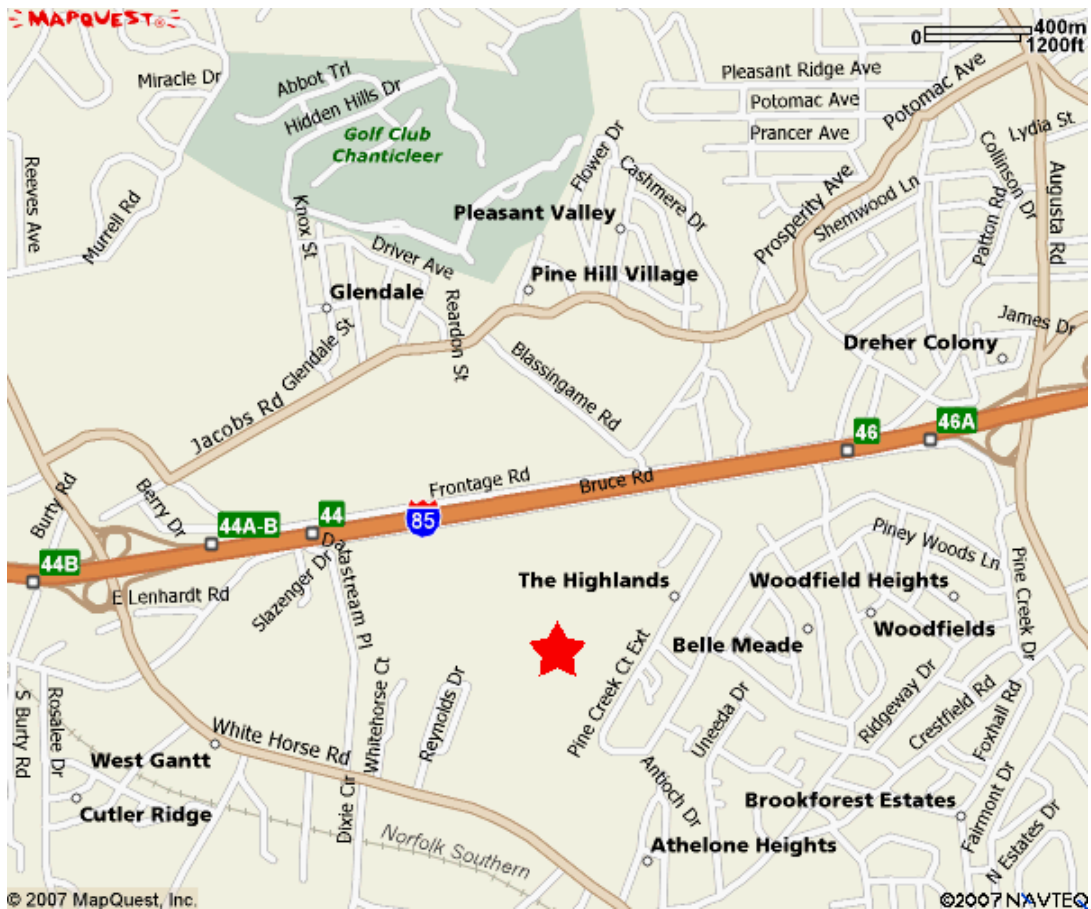 MAPQUEST
400m
0
1200ft
Miracle Dr
Abbot Trl
Hidden Hills Dr
Golf Club
Chanticleer
Pleasant Ridge Ave
Potomac Ave
Potomac Ave
Prancer Ave
Lydia St
Collinson Dr
Augusta Rd
Reeves Ave
Murrell Rd
Knox St
Flower Dr
Cashmere Dr
Pleasant Valley
Prosperity Ave
Shemwood Ln
Patton Rd
Driver Ave
Pine Hill Village
Glendale
Reardon St
Glendale St
James Dr
Dreher Colony
Blassingame Rd
Jacobs Rd
46A
46
Burty Rd
Berry Dr
Frontage Rd
Bruce Rd
44
44A-B
85
44B
Datastream Pl
Slazenger Dr
E Lenhardt Rd
Piney Woods Ln
Pine Creek Dr
The Highlands
Woodfield Heights
Woodfields
Belle Meade
Pine Creek Ct Ext
Whitehorse Ct
Reynolds Dr
Uneeda Dr
Ridgeway Dr
Crestfield Rd
Foxhall Rd
S Burty Rd
Rosalee Dr
White Horse Rd
West Gantt
Cutler Ridge
Dixie Cir
Antioch Dr
Brookforest Estates
Fairmont Dr
N Estates Dr
Norfolk Southern
Athelone Heights
© 2007 MapQuest, Inc.
©2007 NAVTEQ